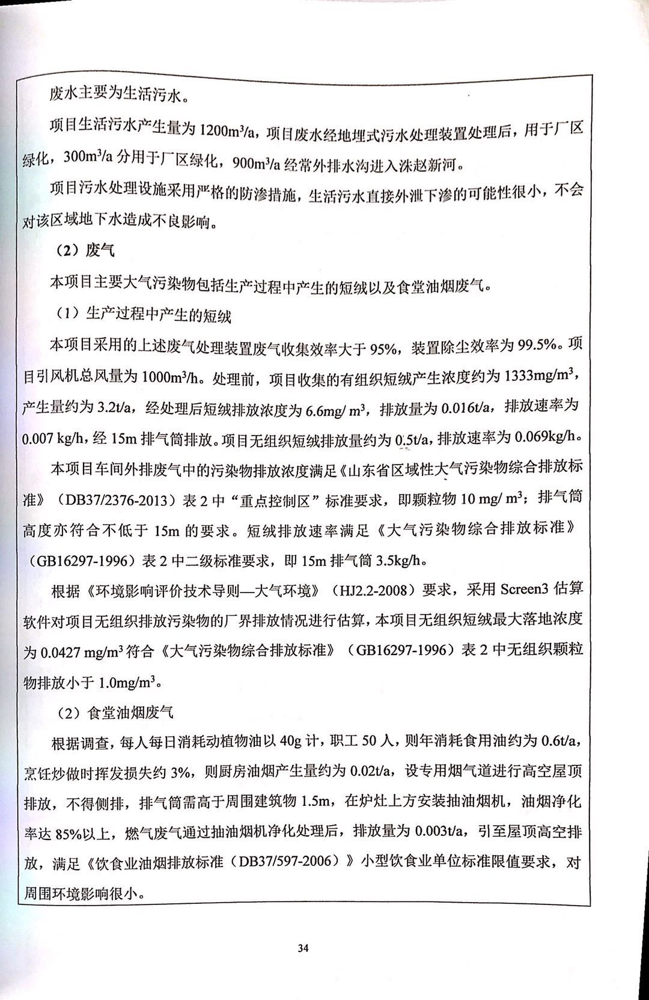 废水主要为生活污水。
项目生活污水产生量为 1200m³/a，项目废水经地埋式污水处理装置处理后，用于厂区
绿化，300m³/a 分用于厂区绿化，900m³/a 经常外排水沟进入洙赵新河。
项目污水处理设施采用严格的防渗措施，生活污水直接外泄下渗的可能性很小，不会
对该区域地下水造成不良影响。
（2）废气
本项目主要大气污染物包括生产过程中产生的短绒以及食堂油烟废气。
（1）生产过程中产生的短绒
本项目采用的上述废气处理装置废气收集效率大于 95%，装置除尘效率为 99.5%。项
目引风机总风量为 1000m³/h。处理前，项目收集的有组织短绒产生浓度约为 1333mg/m³，
产生量约为 3.2t/a，经处理后短绒排放浓度为 6.6mg/ m³，排放量为 0.016t/a，排放速率为
0.007 kg/h，经 15m 排气筒排放。项目无组织短绒排放量约为 0.5t/a，排放速率为 0.069kg/h。
本项目车间外排废气中的污染物排放浓度满足《山东省区域性大气污染物综合排放标
准》（DB37/2376-2013）表 2 中“重点控制区”标准要求，即颗粒物 10 mg/ m³；排气筒
高度亦符合不低于 15m 的要求。短绒排放速率满足《大气污染物综合排放标准》
（GB16297-1996）表 2 中二级标准要求，即 15m 排气筒 3.5kg/h。
根据《环境影响评价技术导则—大气环境》（HJ2.2-2008）要求，采用 Screen3 估算
软件对项目无组织排放污染物的厂界排放情况进行估算，本项目无组织短绒最大落地浓度
为 0.0427 mg/m³ 符合《大气污染物综合排放标准》（GB16297-1996）表 2 中无组织颗粒
物排放小于 1.0mg/m³。
（2）食堂油烟废气
根据调查，每人每日消耗动植物油以 40g 计，职工 50 人，则年消耗食用油约为 0.6t/a，
烹饪炒做时挥发损失约 3%，则厨房油烟产生量约为 0.02t/a，设专用烟气道进行高空屋顶
排放，不得侧排，排气筒需高于周围建筑物 1.5m，在炉灶上方安装抽油烟机，油烟净化
率达 85%以上，燃气废气通过抽油烟机净化处理后，排放量为 0.003t/a，引至屋顶高空排
放，满足《饮食业油烟排放标准（DB37/597-2006）》小型饮食业单位标准限值要求，对
周围环境影响很小。
34